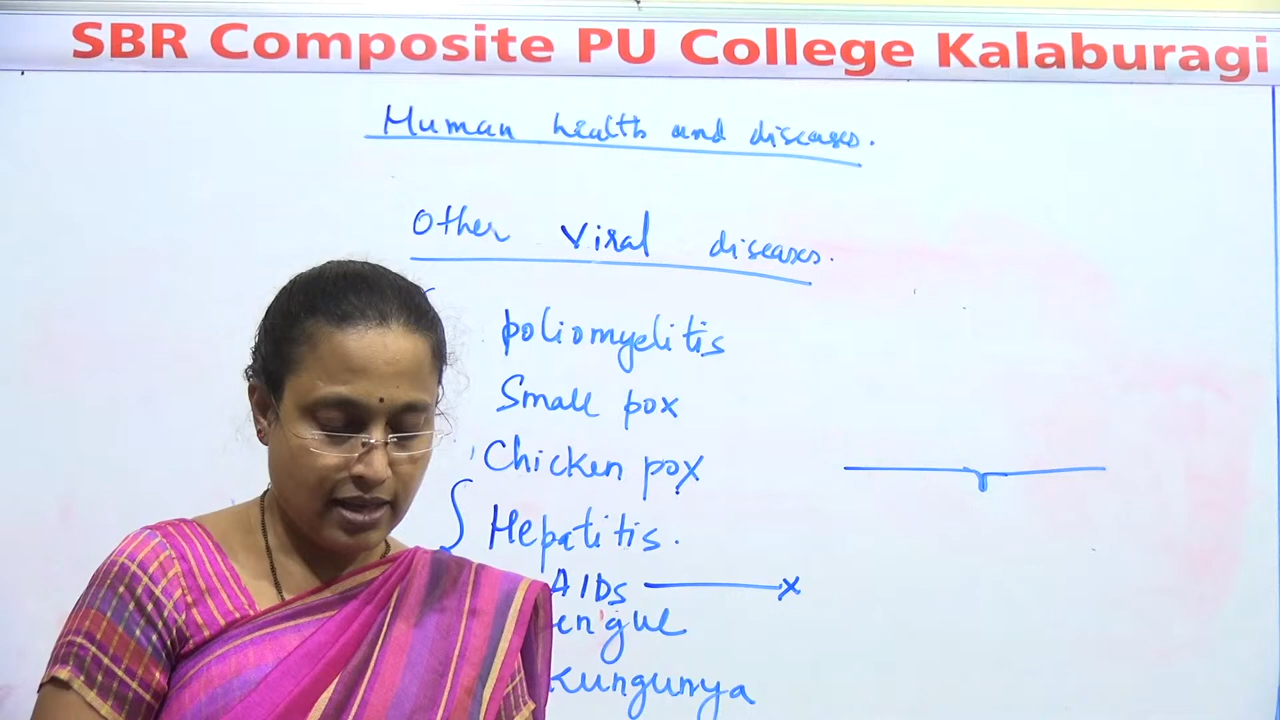 SBR Composite PU College Kalaburagi
Human health and diseases.
Other Viral diseases.
poliomyelitis
Small pox
Chicken pox
Hepatitis.
AIDs
engue
kungunya